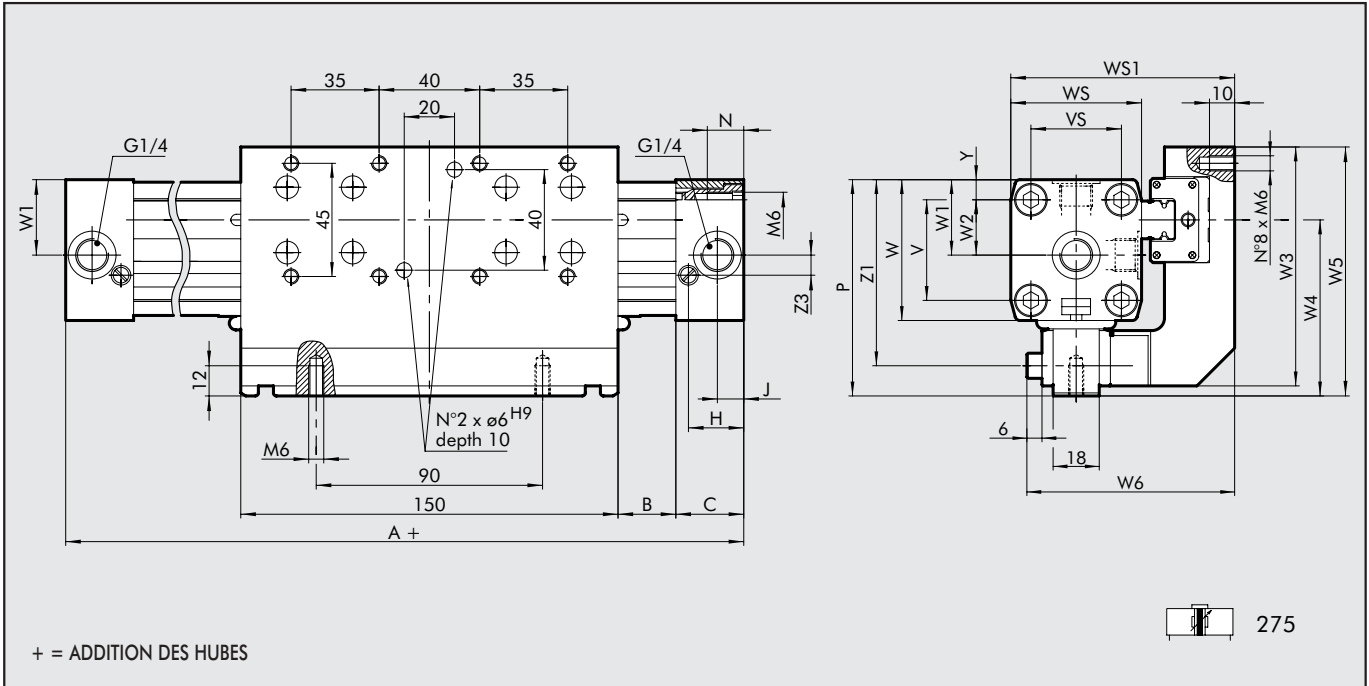 35 40 35
20
N
G1/4 G1/4
W1
45
40
M6
Z3
12
J
H
N°2 x ø6 H9
depth 10
M6
90
150 B C
A +
WS1
WS 10
VS
Y
W1
W2
W
V
Z1
P
N°8 x M6
W3
W4
W5
6
18
W6
275
+ = ADDITION DES HUBES